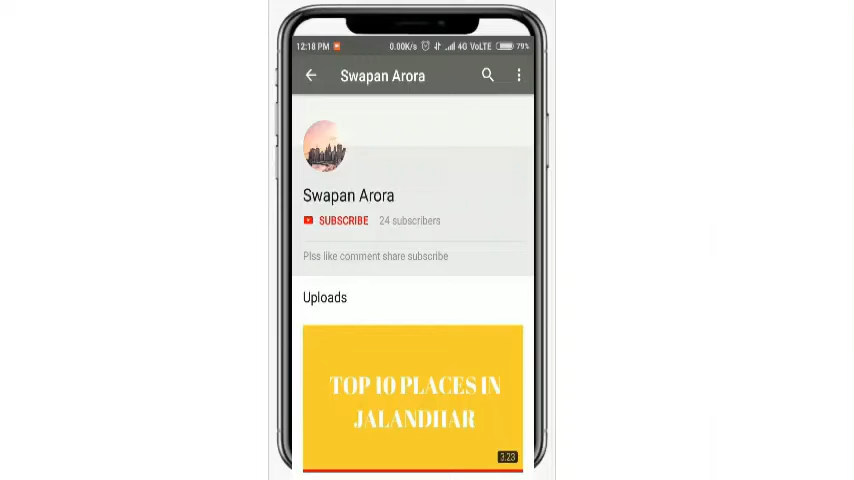 12:18 PM 0.00K/s 4G VoLTE 79%
Swapan Arora
Swapan Arora
SUBSCRIBE 24 subscribers
Plss like comment share subscribe
Uploads
TOP 10 PLACES IN
JALANDHAR
3:23